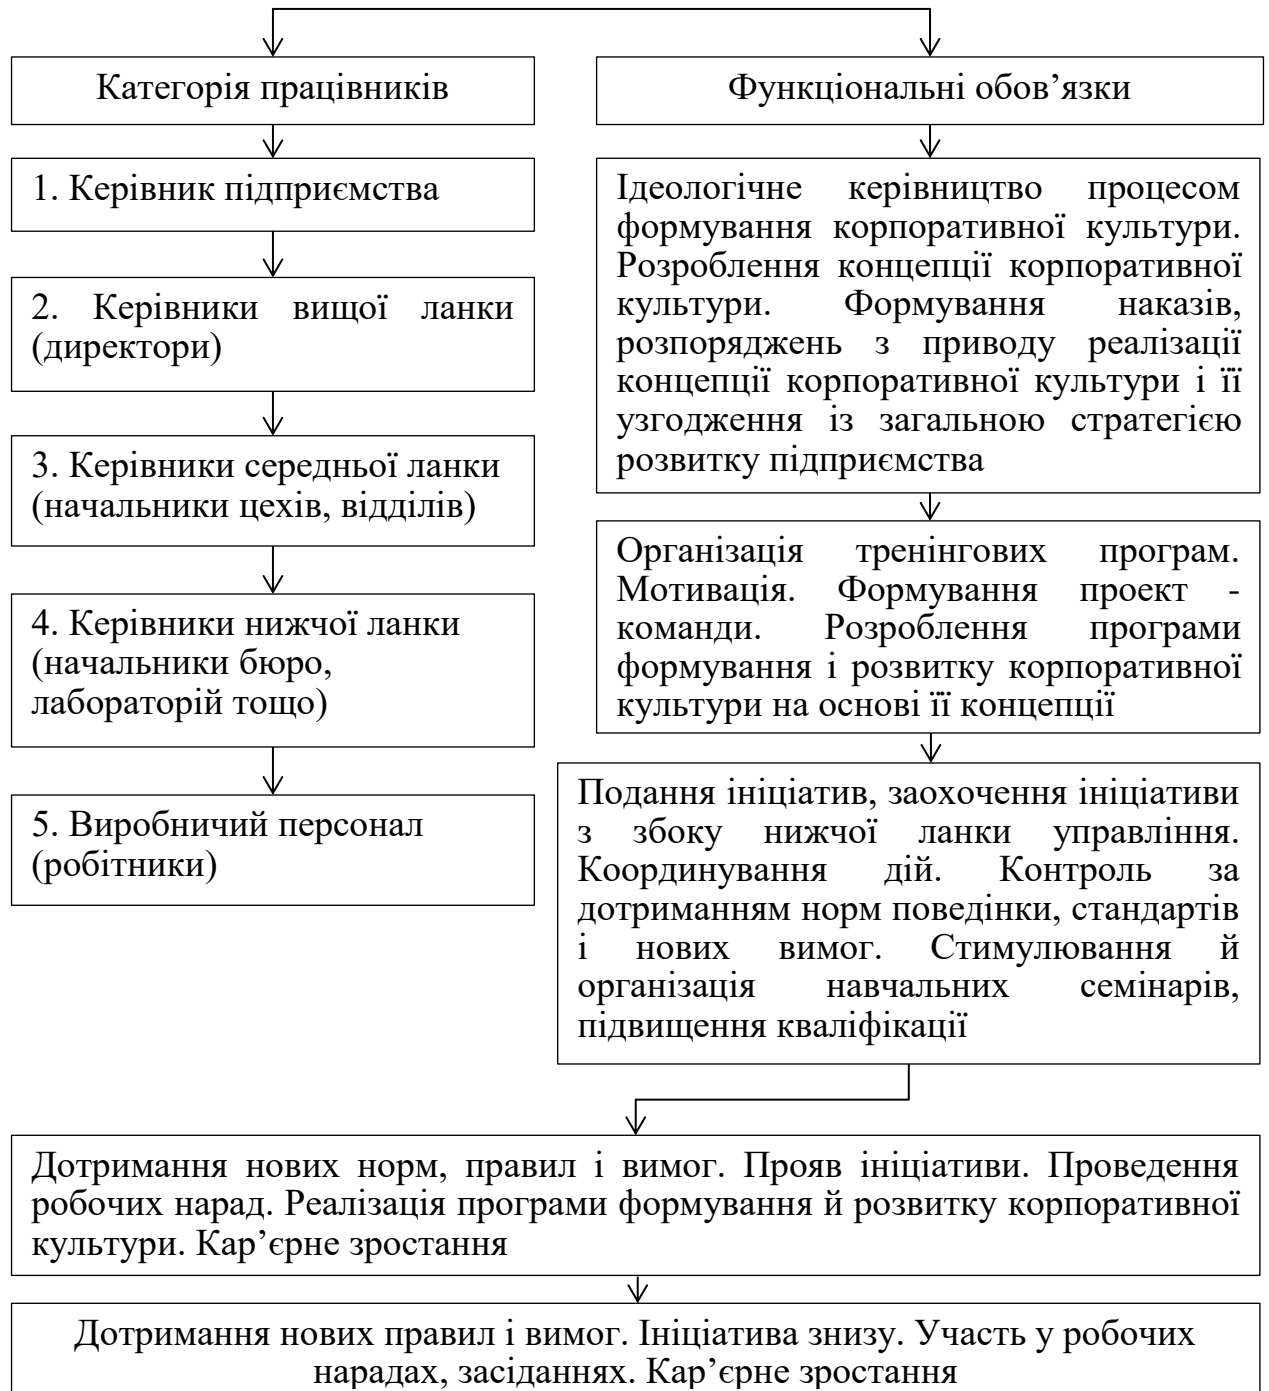 Категорія працівників
1. Керівник підприємства
2. Керівники вищої ланки
(директори)
3. Керівники середньої ланки
(начальники цехів, відділів)
4. Керівники нижчої ланки
(начальники бюро,
лабораторій тощо)
5. Виробничий персонал
(робітники)
Функціональні обов’язки
Ідеологічне керівництво процесом
формування корпоративної культури.
Розроблення концепції корпоративної
культури. Формування наказів,
розпоряджень з приводу реалізації
концепції корпоративної культури і її
узгодження із загальною стратегією
розвитку підприємства
Організація тренінгових програм.
Мотивація. Формування проект -
команди. Розроблення програми
формування і розвитку корпоративної
культури на основі її концепції
Подання ініціатив, заохочення ініціативи
з збоку нижчої ланки управління.
Координування дій. Контроль за
дотриманням норм поведінки, стандартів
і нових вимог. Стимулювання й
організація навчальних семінарів,
підвищення кваліфікації
Дотримання нових норм, правил і вимог. Прояв ініціативи. Проведення
робочих нарад. Реалізація програми формування й розвитку корпоративної
культури. Кар’єрне зростання
Дотримання нових правил і вимог. Ініціатива знизу. Участь у робочих
нарадах, засіданнях. Кар’єрне зростання